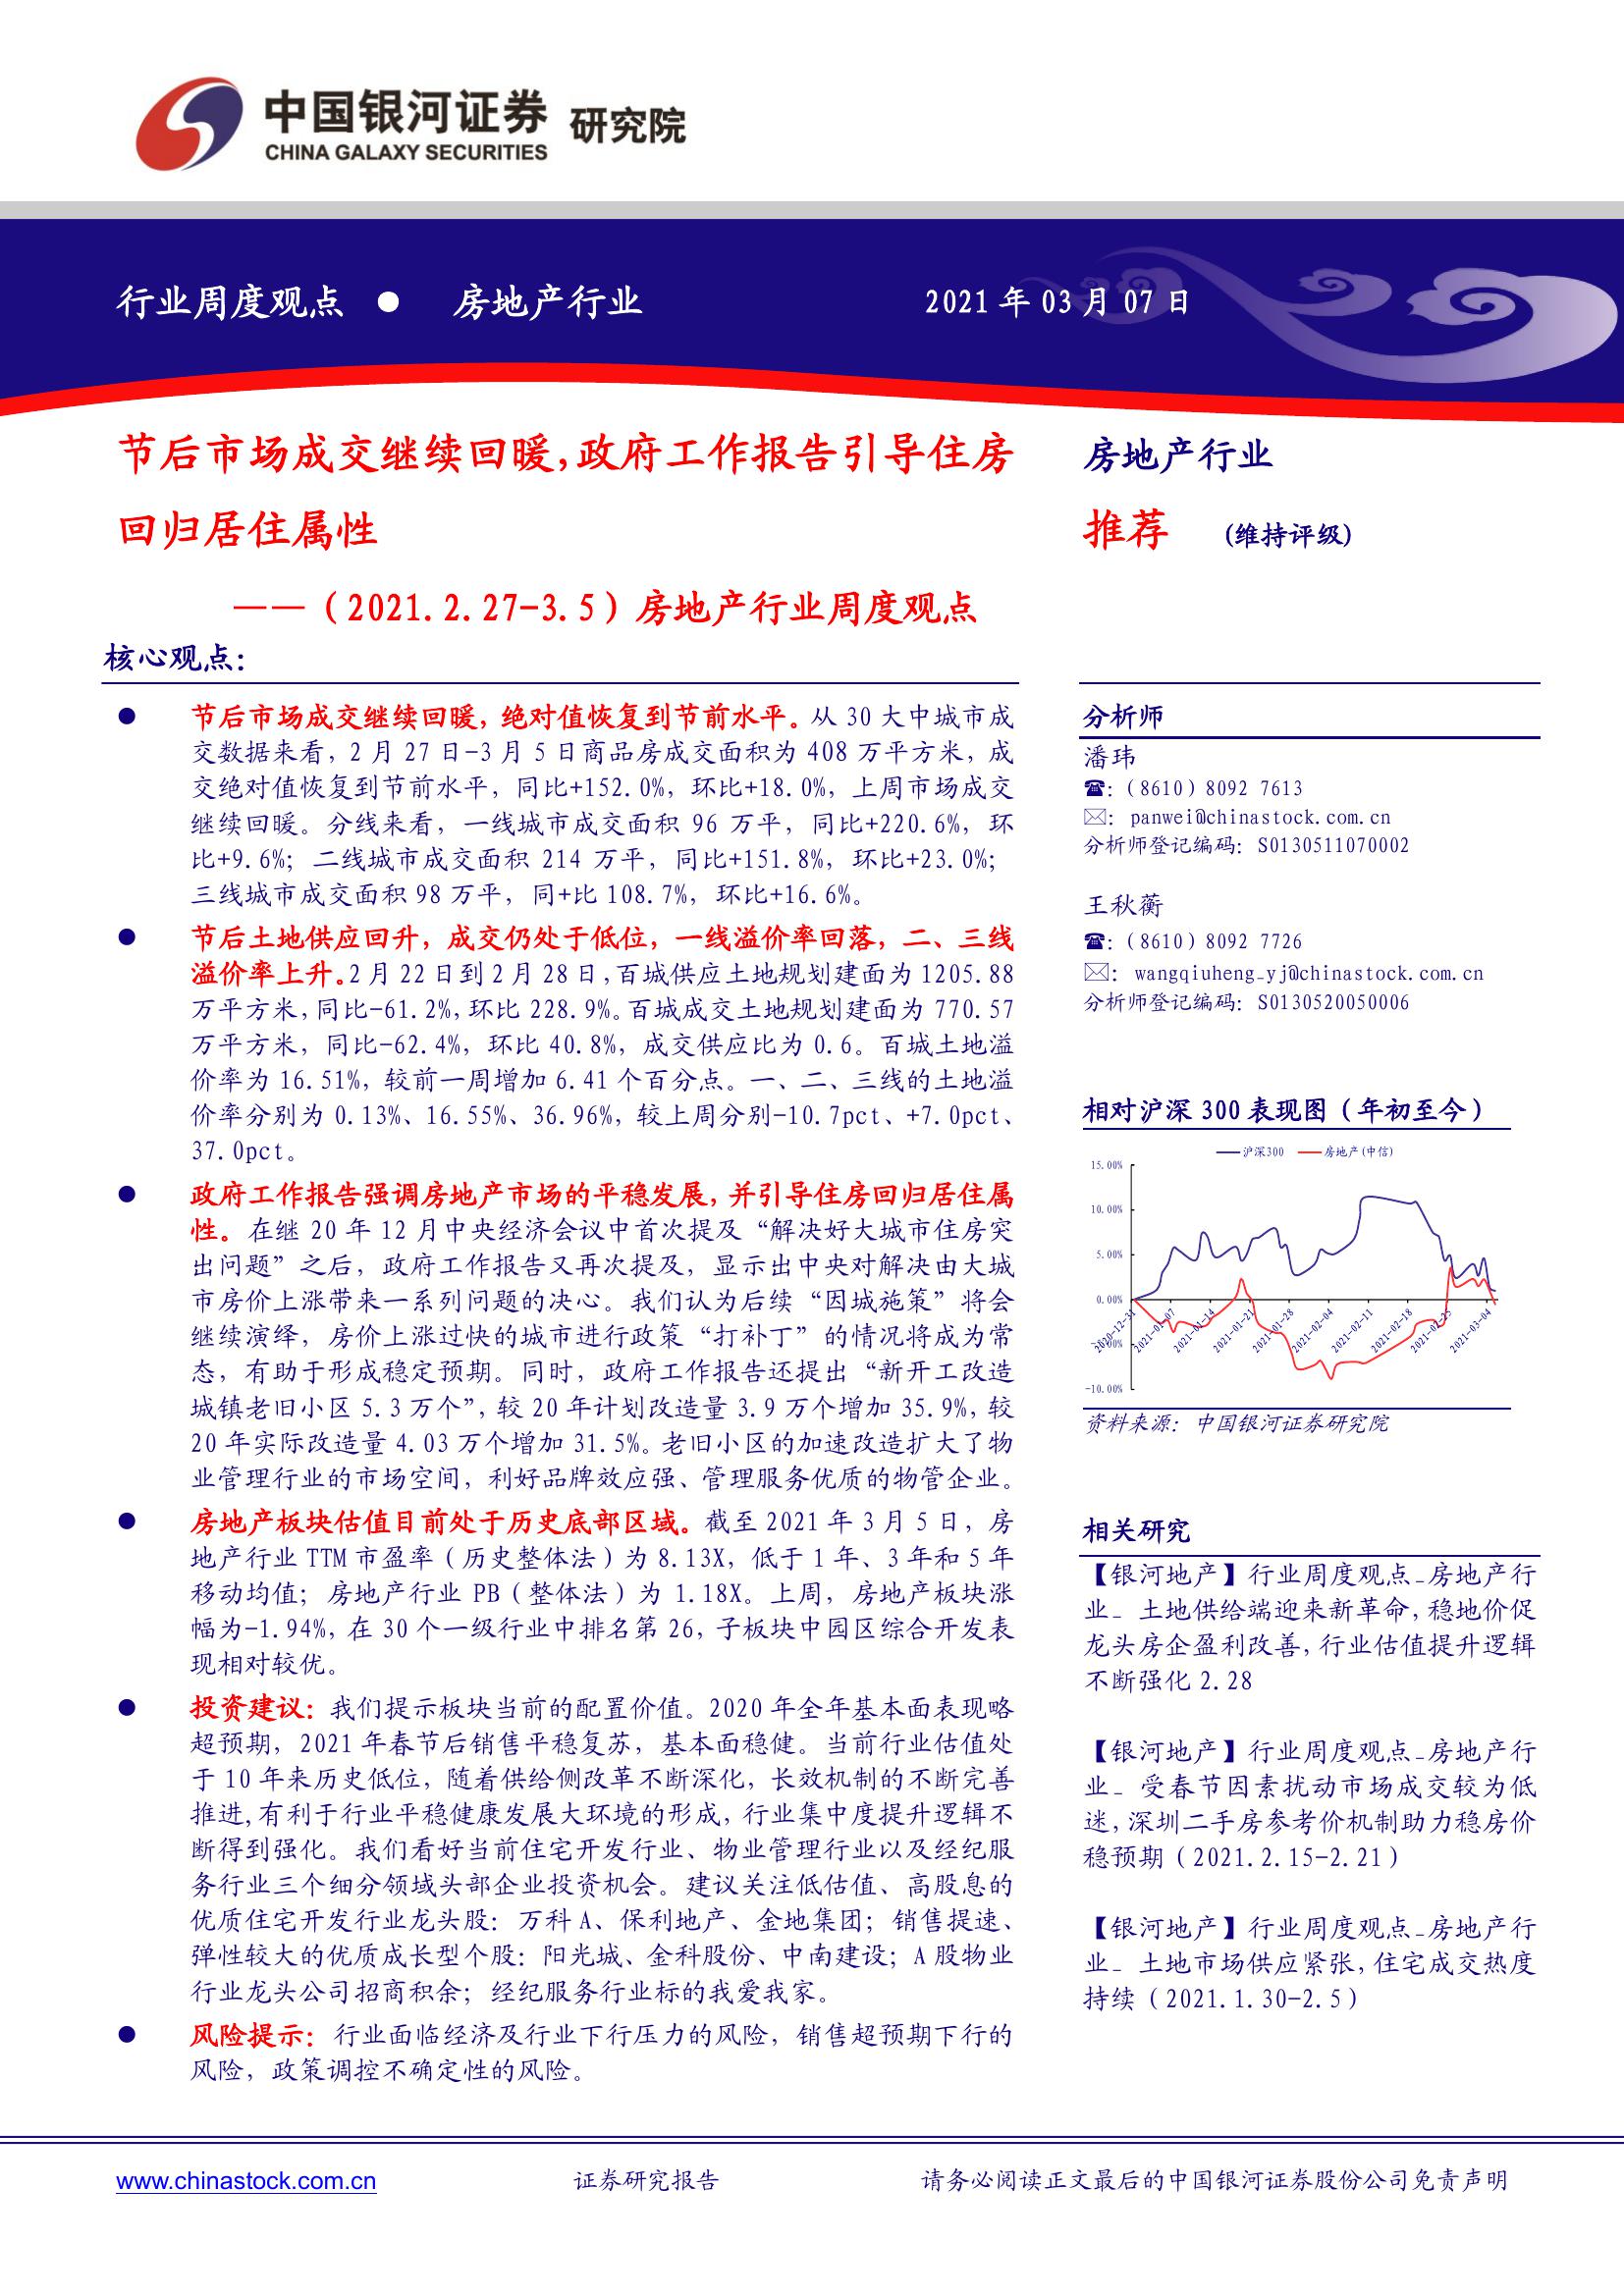 中国银河证券 研究院
CHINA GALAXY SECURITIES
行业周度观点 ● 房地产行业 2021 年 03 月 07 日
节后市场成交继续回暖,政府工作报告引导住房
回归居住属性
——（2021.2.27-3.5）房地产行业周度观点
核心观点:
● 节后市场成交继续回暖，绝对值恢复到节前水平。从 30 大中城市成
交数据来看，2 月 27 日-3 月 5 日商品房成交面积为 408 万平方米，成
交绝对值恢复到节前水平，同比+152.0%，环比+18.0%，上周市场成交
继续回暖。分线来看，一线城市成交面积 96 万平，同比+220.6%，环
比+9.6%；二线城市成交面积 214 万平，同比+151.8%，环比+23.0%；
三线城市成交面积 98 万平，同+比 108.7%，环比+16.6%。
● 节后土地供应回升，成交仍处于低位，一线溢价率回落，二、三线
溢价率上升。2 月 22 日到 2 月 28 日,百城供应土地规划建面为 1205.88
万平方米,同比-61.2%,环比 228.9%。百城成交土地规划建面为 770.57
万平方米，同比-62.4%，环比 40.8%，成交供应比为 0.6。百城土地溢
价率为 16.51%，较前一周增加 6.41 个百分点。一、二、三线的土地溢
价率分别为 0.13%、16.55%、36.96%，较上周分别-10.7pct、+7.0pct、
37.0pct。
● 政府工作报告强调房地产市场的平稳发展，并引导住房回归居住属
性。在继 20 年 12 月中央经济会议中首次提及“解决好大城市住房突
出问题”之后，政府工作报告又再次提及，显示出中央对解决由大城
市房价上涨带来一系列问题的决心。我们认为后续“因城施策”将会
继续演绎，房价上涨过快的城市进行政策“打补丁”的情况将成为常
态，有助于形成稳定预期。同时，政府工作报告还提出“新开工改造
城镇老旧小区 5.3 万个”,较 20 年计划改造量 3.9 万个增加 35.9%,较
20 年实际改造量 4.03 万个增加 31.5%。老旧小区的加速改造扩大了物
业管理行业的市场空间，利好品牌效应强、管理服务优质的物管企业。
● 房地产板块估值目前处于历史底部区域。截至 2021 年 3 月 5 日，房
地产行业 TTM 市盈率（历史整体法）为 8.13X，低于 1 年、3 年和 5 年
移动均值；房地产行业 PB（整体法）为 1.18X。上周，房地产板块涨
幅为-1.94%,在 30 个一级行业中排名第 26,子板块中园区综合开发表
现相对较优。
● 投资建议：我们提示板块当前的配置价值。2020 年全年基本面表现略
超预期，2021 年春节后销售平稳复苏，基本面稳健。当前行业估值处
于 10 年来历史低位，随着供给侧改革不断深化，长效机制的不断完善
推进,有利于行业平稳健康发展大环境的形成，行业集中度提升逻辑不
断得到强化。我们看好当前住宅开发行业、物业管理行业以及经纪服
务行业三个细分领域头部企业投资机会。建议关注低估值、高股息的
优质住宅开发行业龙头股：万科 A、保利地产、金地集团；销售提速、
弹性较大的优质成长型个股：阳光城、金科股份、中南建设；A 股物业
行业龙头公司招商积余；经纪服务行业标的我爱我家。
● 风险提示：行业面临经济及行业下行压力的风险，销售超预期下行的
风险，政策调控不确定性的风险。
房地产行业
推荐 (维持评级)
分析师
潘玮
☎:（8610）8092 7613
✉: panwei@chinastock.com.cn
分析师登记编码: S0130511070002
王秋蘅
☎:（8610）8092 7726
✉: wangqiuheng_yj@chinastock.com.cn
分析师登记编码: S0130520050006
相对沪深 300 表现图（年初至今）
沪深300 房地产(中信)
15.00%
10.00%
5.00%
0.00%
-5.00%
-10.00%
2020-12-31 2021-01-07 2021-01-14 2021-01-21 2021-01-28 2021-02-04 2021-02-11 2021-02-18 2021-02-25 2021-03-04
资料来源: 中国银河证券研究院
相关研究
【银河地产】行业周度观点_房地产行
业_ 土地供给端迎来新革命,稳地价促
龙头房企盈利改善,行业估值提升逻辑
不断强化 2.28
【银河地产】行业周度观点_房地产行
业_ 受春节因素扰动市场成交较为低
迷,深圳二手房参考价机制助力稳房价
稳预期（2021.2.15-2.21）
【银河地产】行业周度观点_房地产行
业_ 土地市场供应紧张,住宅成交热度
持续（2021.1.30-2.5）
www.chinastock.com.cn 证券研究报告 请务必阅读正文最后的中国银河证券股份公司免责声明